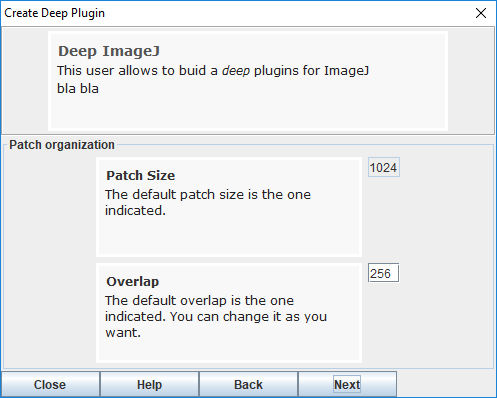 Create Deep Plugin
Deep ImageJ
This user allows to buid a deep plugins for ImageJ
bla bla
Patch organization
Patch Size
The default patch size is the one
indicated.
1024
Overlap
The default overlap is the one
indicated. You can change it as you
want.
256
Close Help Back Next